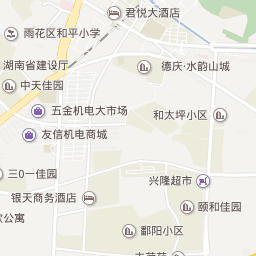 君悦大酒店
雨花区和平小学
湖南省建设厅
德庆·水韵山城
中天佳园
五金机电大市场
和太坪小区
友信机电商城
三0一佳园
兴隆超市
银天商务酒店
颐和佳园
公寓
鄱阳小区